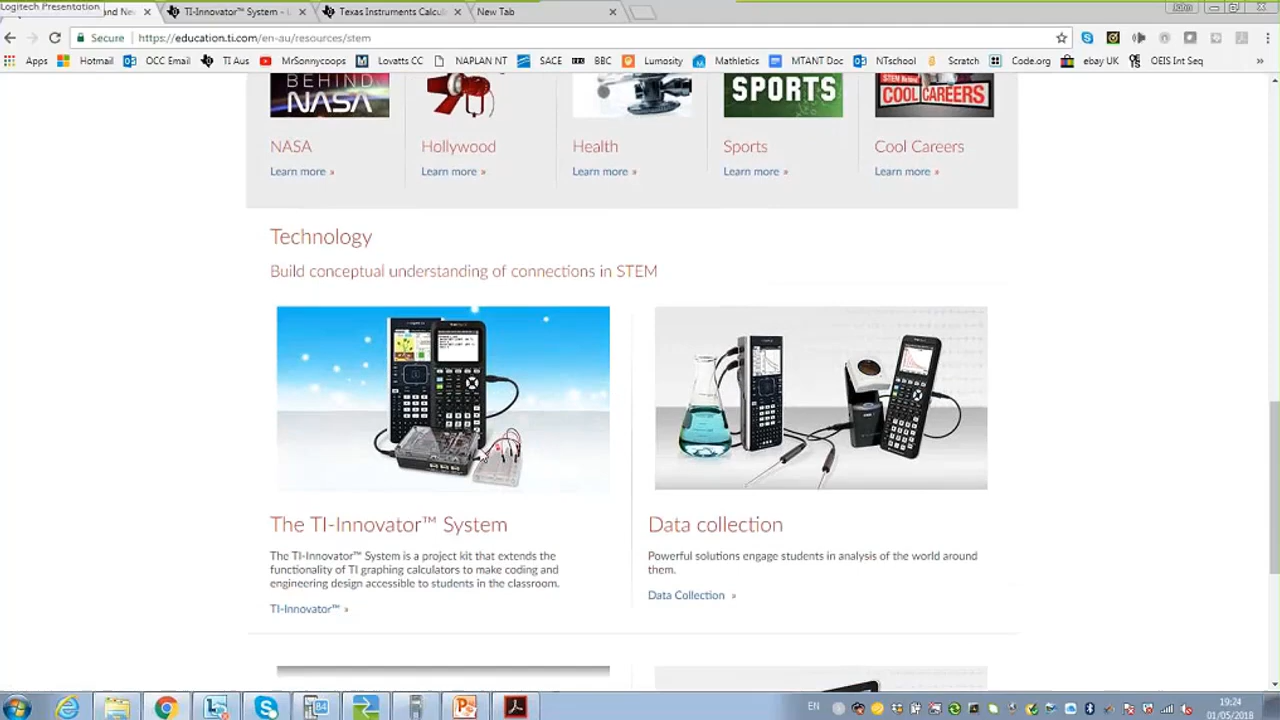 Logitech Presentation
and Ne
TI-Innovator™ System - i
Texas Instruments Calcul
New Tab
John
Secure
https://education.ti.com/en-au/resources/stem
Apps
Hotmail
OCC Email
TI Aus
MrSonnycoops
Lovatts CC
NAPLAN NT
SACE
BBC
Lumosity
Mathletics
MTANT Doc
NTschool
Scratch
Code.org
ebay UK
OEIS Int Seq
»
BEHIND
NASA
SPORTS
STEM Behind
COOL CAREERS
NASA
Hollywood
Health
Sports
Cool Careers
Learn more »
Learn more »
Learn more »
Learn more »
Learn more »
Technology
Build conceptual understanding of connections in STEM
The TI-Innovator™ System
The TI-Innovator™ System is a project kit that extends the
functionality of TI graphing calculators to make coding and
engineering design accessible to students in the classroom.
TI-Innovator™ »
Data collection
Powerful solutions engage students in analysis of the world around
them.
Data Collection »
84
EN
19:24
01/05/2018